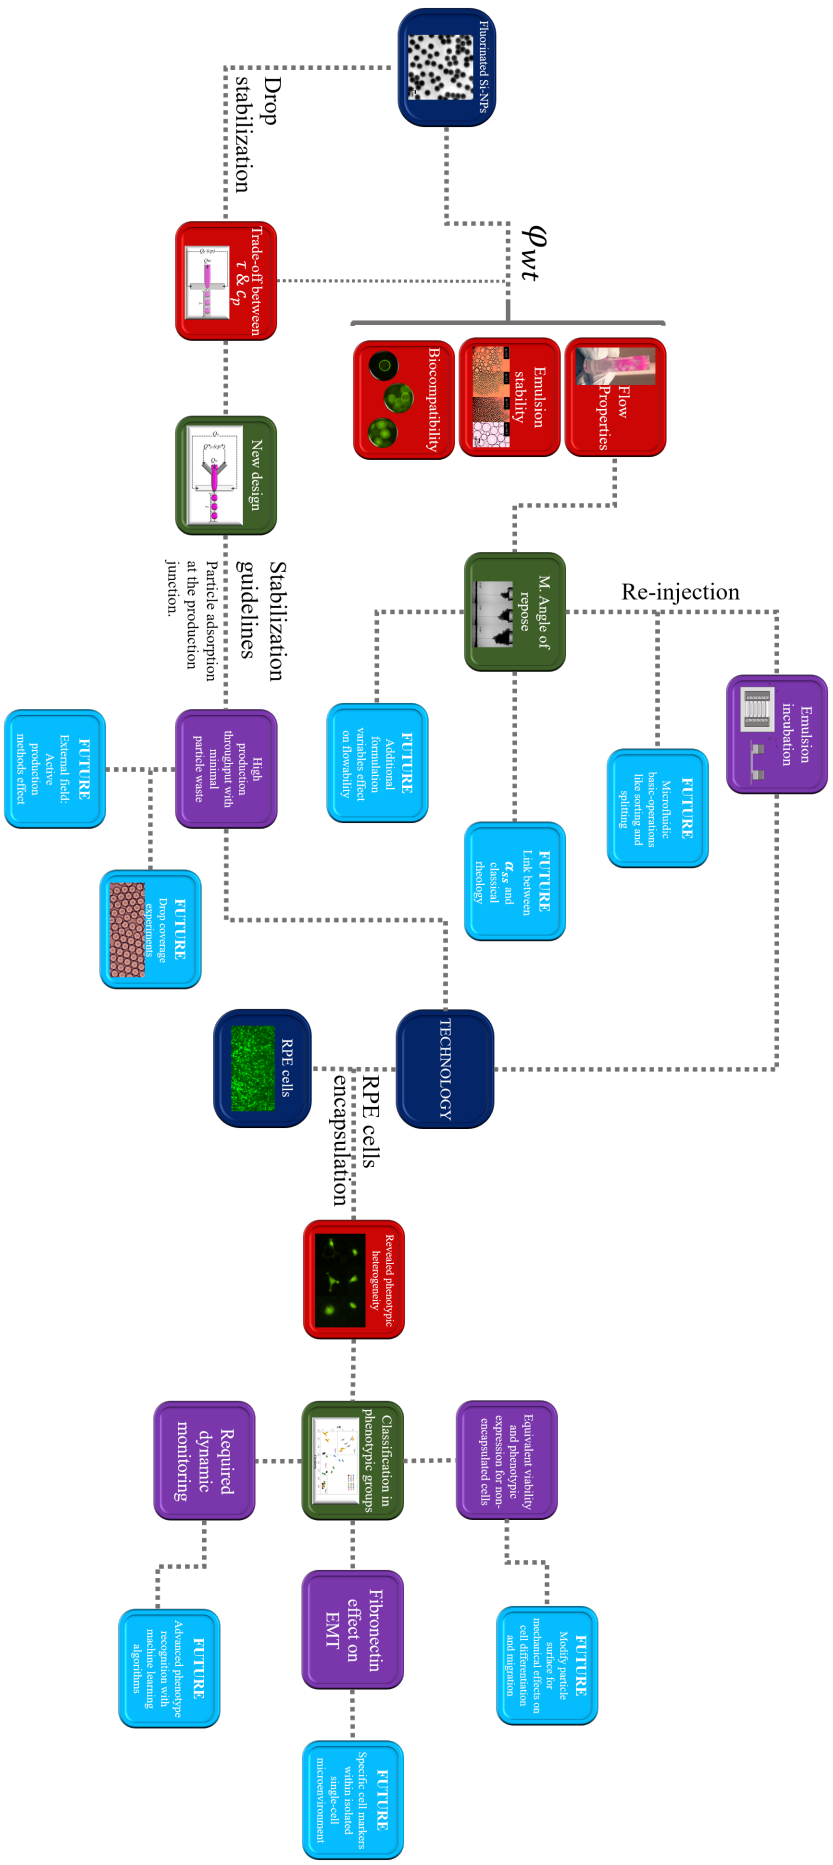 Fluorinated Si-NPs
Drop
stabilization
φwt
Trade-off between
τ & cp
Flow
Properties
Emulsion
stability
Biocompatibility
New design
Stabilization
guidelines
Particle adsorption
at the production
junction.
M. Angle of
repose
Re-injection
Emulsion
incubation
FUTURE
Microfluidic
basic-operations
like sorting and
splitting
FUTURE
Additional
formulation
variables effect
on flowability
FUTURE
Link between
αss and
classical
rheology
High
production
throughput with
minimal
particle waste
FUTURE
External field:
Active
production
methods effect
FUTURE
Drop coverage
experiments
TECHNOLOGY
RPE cells
RPE cells
encapsulation
Revealed phenotypic
heterogeneity
Classification in
phenotypic groups
Equivalent viability
and phenotypic
expression for non-
encapsulated cells
Required
dynamic
monitoring
Fibronectin
effect on
EMT
FUTURE
Modify particle
surface for
mechanical effects on
cell differentiation
and migration
FUTURE
Advanced phenotype
recognition with
machine learning
algorithms
FUTURE
Specific cell markers
within isolated
single-cell
microenvironment